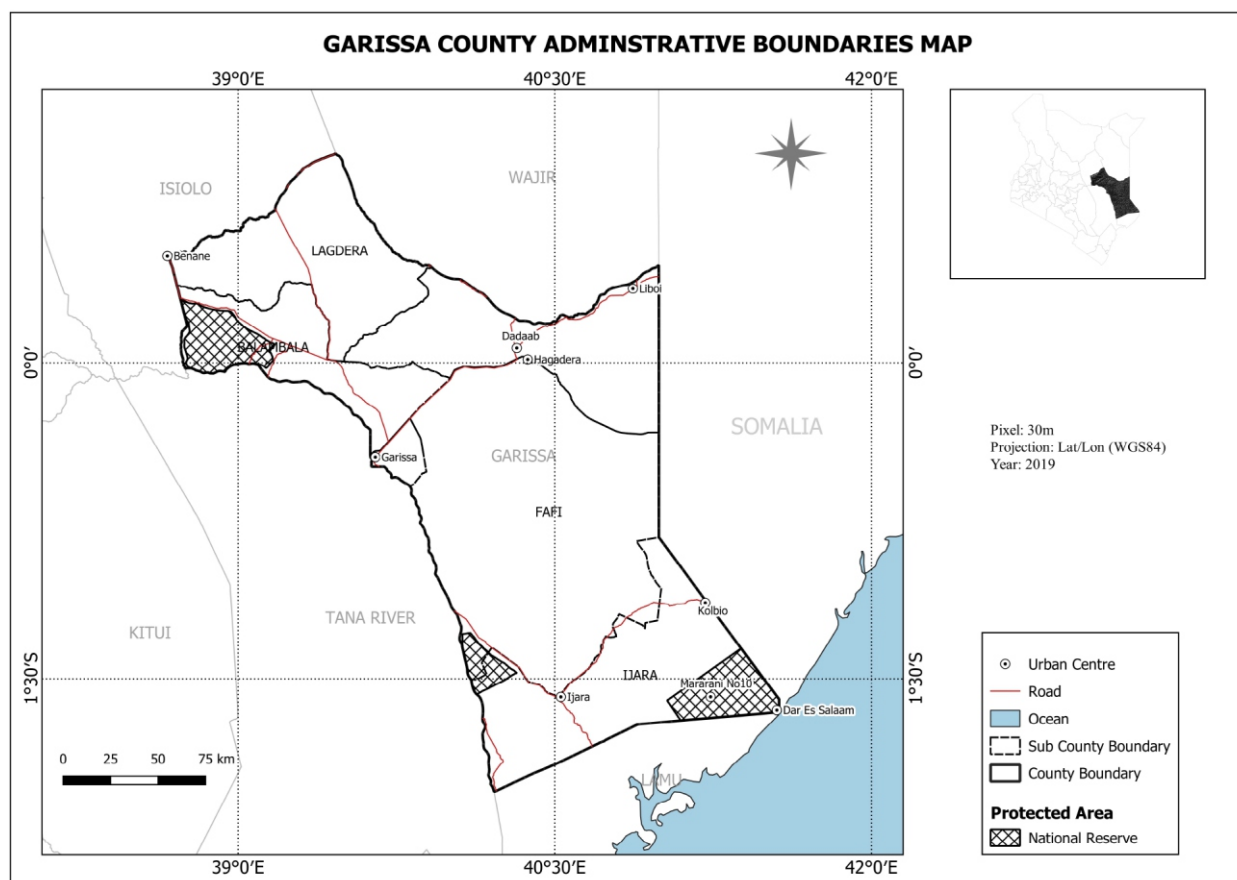 GARISSA COUNTY ADMINSTRATIVE BOUNDARIES MAP
39°0′E
40°30′E
42°0′E
ISIOLO
WAJIR
Benane
LAGDERA
Liboi
Dadaab
BALAMBALA
Hagadera
0°0′
0°0′
SOMALIA
Garissa
GARISSA
FAFI
Pixel: 30m
Projection: Lat/Lon (WGS84)
Year: 2019
Kolbio
TANA RIVER
KITUI
IJARA
Mararani No10
1°30′S
1°30′S
Ijara
Dar Es Salaam
LAMU
0 25 50 75 km
Urban Centre
Road
Ocean
Sub County Boundary
County Boundary
Protected Area
National Reserve
39°0′E
40°30′E
42°0′E